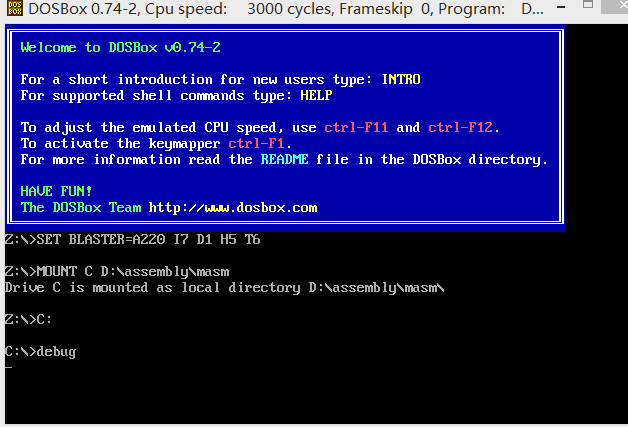 DOS BOX DOSBox 0.74-2, Cpu speed: 3000 cycles, Frameskip 0, Program: D...
Welcome to DOSBox v0.74-2
For a short introduction for new users type: INTRO
For supported shell commands type: HELP
To adjust the emulated CPU speed, use ctrl-F11 and ctrl-F12.
To activate the keymapper ctrl-F1.
For more information read the README file in the DOSBox directory.
HAVE FUN!
The DOSBox Team http://www.dosbox.com
Z:\>SET BLASTER=A220 I7 D1 H5 T6
Z:\>MOUNT C D:\assembly\masm
Drive C is mounted as local directory D:\assembly\masm\
Z:\>C:
C:\>debug
_